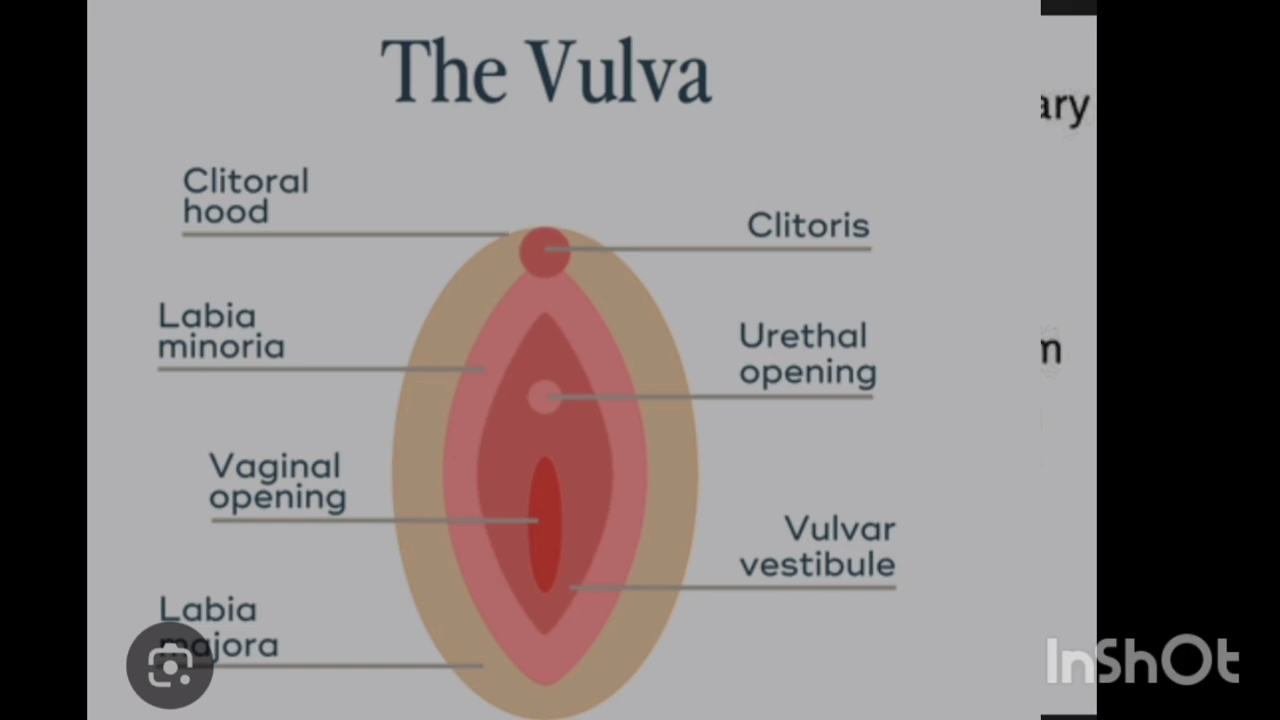 The Vulva
ary
Clitoral
hood
Clitoris
Labia
minoria
Urethal
opening
m
Vaginal
opening
Vulvar
vestibule
Labia
majora
InShOt